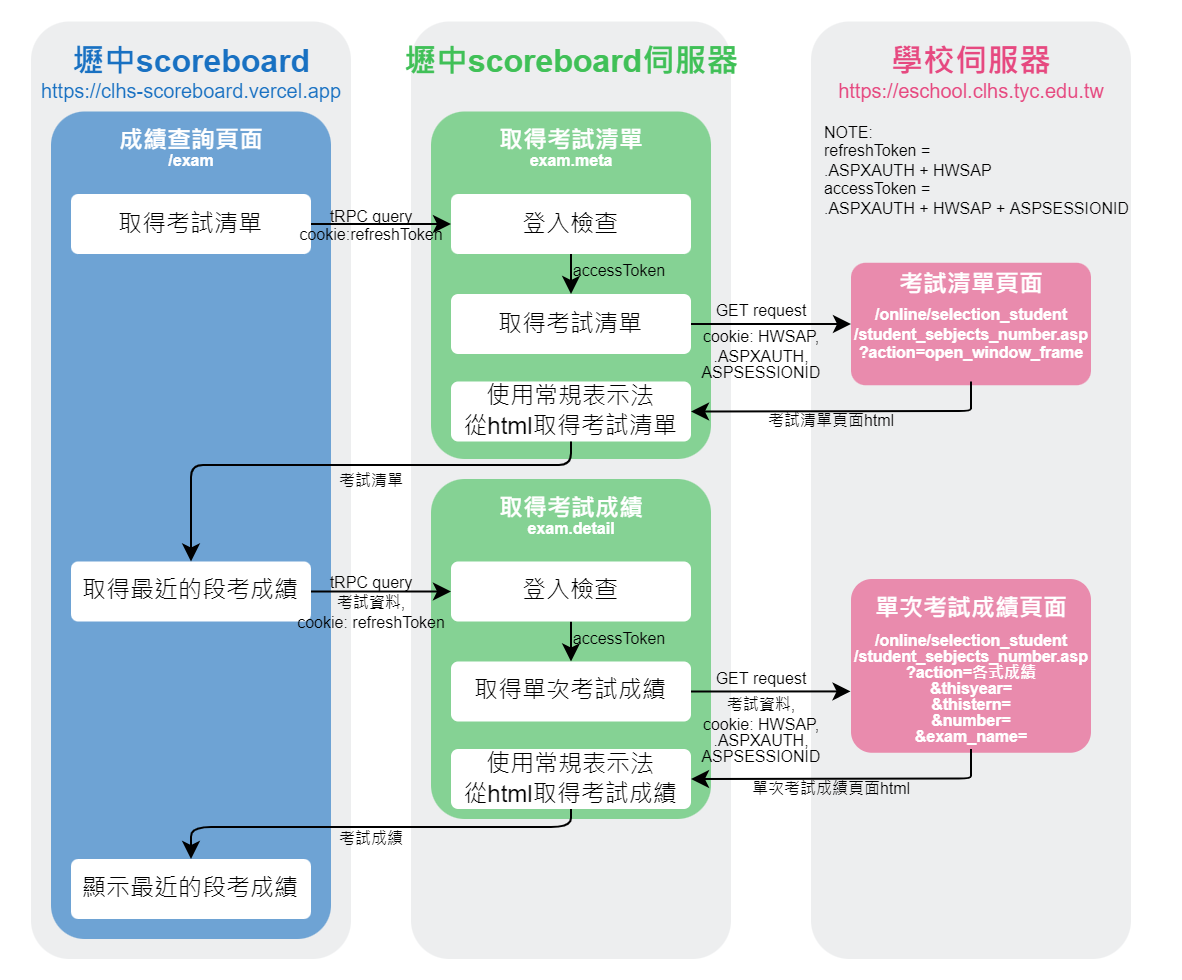 壢中scoreboard
https://clhs-scoreboard.vercel.app
成績查詢頁面
/exam
取得考試清單
tRPC query
cookie:refreshToken
壢中scoreboard伺服器
取得考試清單
exam.meta
登入檢查
accessToken
取得考試清單
GET request
cookie: HWSAP,
.ASPXAUTH,
ASPSESSIONID
學校伺服器
https://eschool.clhs.tyc.edu.tw
NOTE:
refreshToken =
.ASPXAUTH + HWSAP
accessToken =
.ASPXAUTH + HWSAP + ASPSESSIONID
考試清單頁面
/online/selection_student
/student_sebjects_number.asp
?action=open_window_frame
考試清單頁面html
使用常規表示法
從html取得考試清單
考試清單
取得最近的段考成績
tRPC query
考試資料,
cookie: refreshToken
取得考試成績
exam.detail
登入檢查
accessToken
取得單次考試成績
GET request
考試資料,
cookie: HWSAP,
.ASPXAUTH,
ASPSESSIONID
單次考試成績頁面
/online/selection_student
/student_sebjects_number.asp
?action=各式成績
&thisyear=
&thistern=
&number=
&exam_name=
單次考試成績頁面html
使用常規表示法
從html取得考試成績
考試成績
顯示最近的段考成績